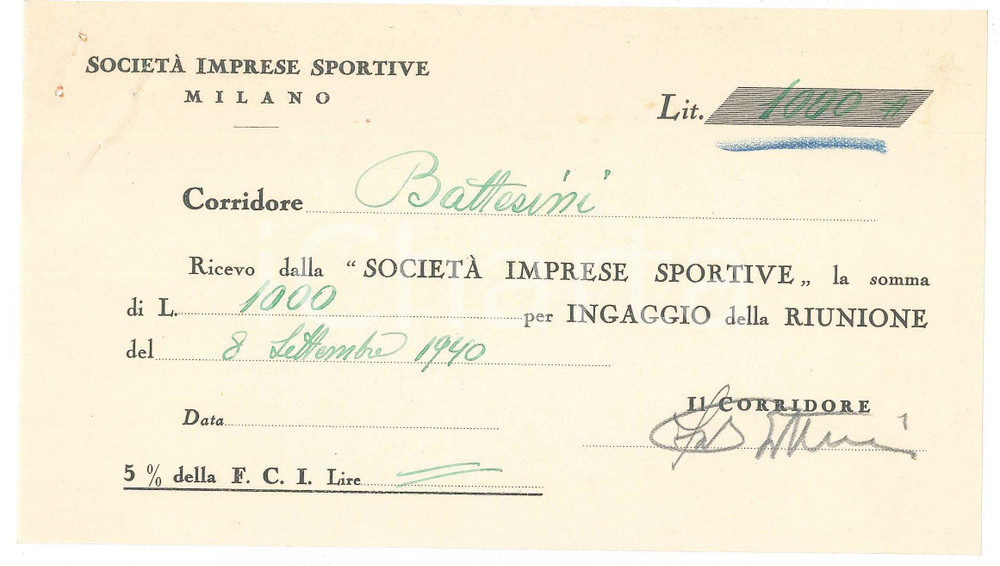 SOCIETÀ IMPRESE SPORTIVE
MILANO
Lit. 1000
Corridore Battesini
Ricevo dalla “SOCIETÀ IMPRESE SPORTIVE„ la somma
di L. 1000 per INGAGGIO della RIUNIONE
del 8 Settembre 1940
Data
Il CORRIDORE
5 % della F. C. I. Lire